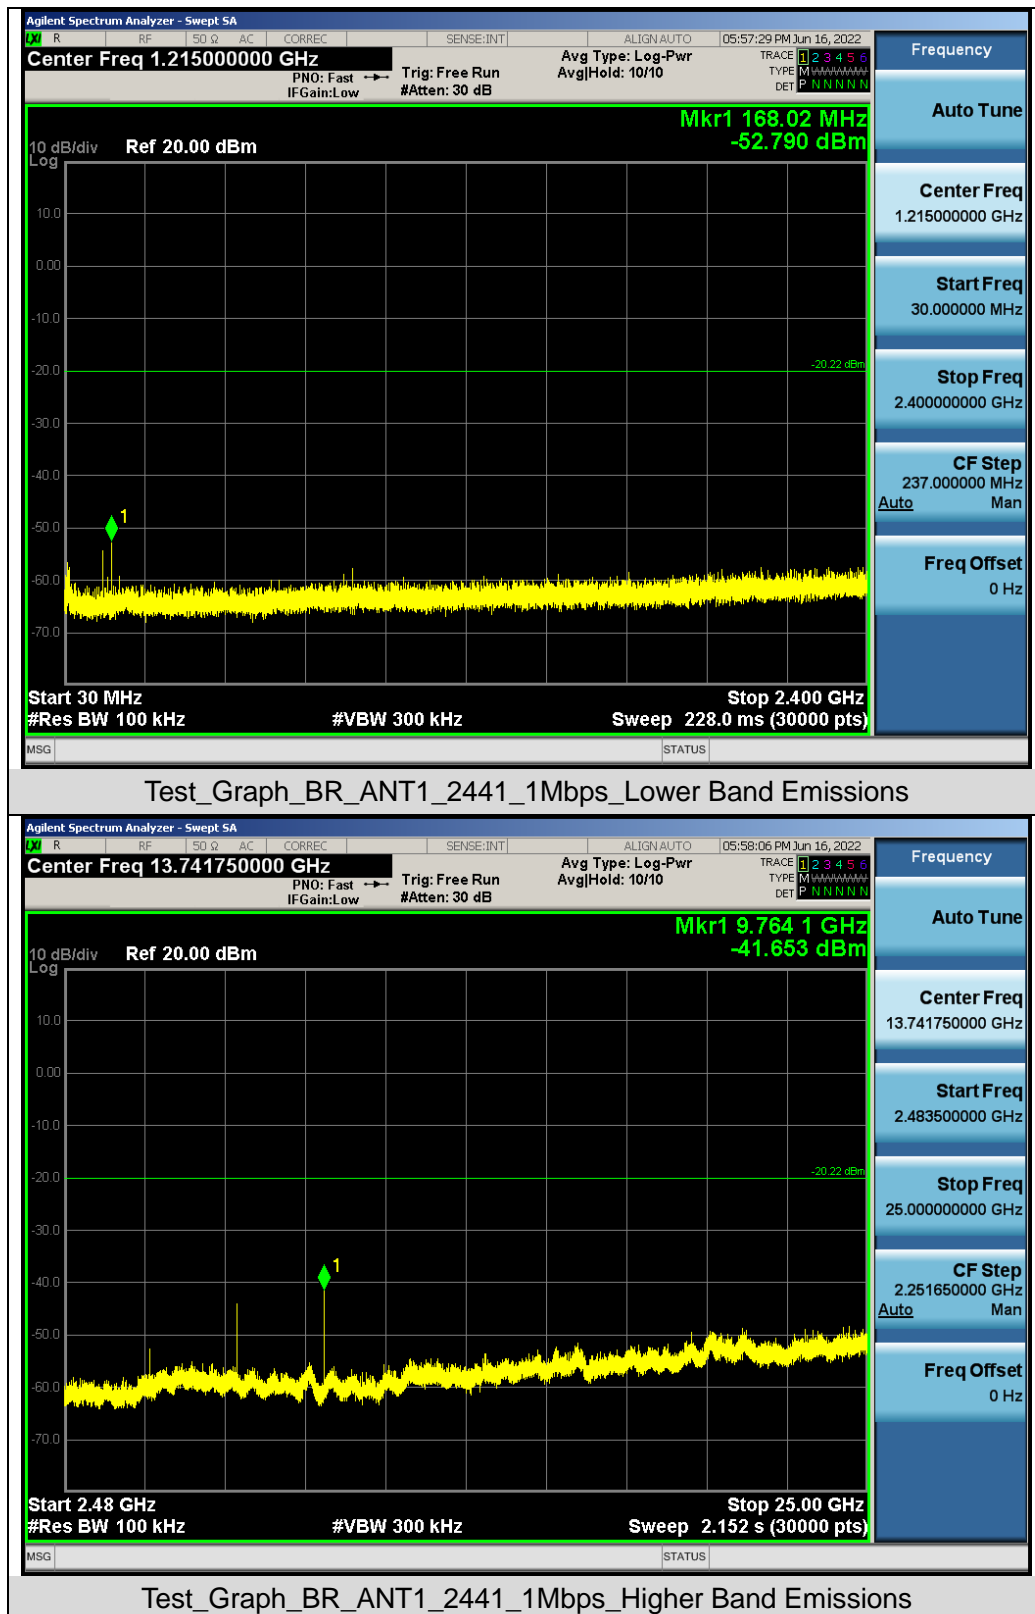 Agilent Spectrum Analyzer - Swept SA
LXI R RF 50 Ω AC CORREC SENSE:INT ALIGN AUTO 05:57:29 PM Jun 16, 2022
Center Freq 1.215000000 GHz
PNO: Fast Trig: Free Run
IFGain:Low #Atten: 30 dB
Avg Type: Log-Pwr
Avg|Hold: 10/10
TRACE 1 2 3 4 5 6
TYPE M
DET P N N N N N
Frequency
Mkr1 168.02 MHz
-52.790 dBm
10 dB/div Ref 20.00 dBm
Log
10.0
0.00
-10.0
-20.0
-30.0
-40.0
-50.0
-60.0
-70.0
-20.22 dBm
1
Start 30 MHz Stop 2.400 GHz
#Res BW 100 kHz #VBW 300 kHz Sweep 228.0 ms (30000 pts)
MSG STATUS
Auto Tune
Center Freq
1.215000000 GHz
Start Freq
30.000000 MHz
Stop Freq
2.400000000 GHz
CF Step
237.000000 MHz
Auto Man
Freq Offset
0 Hz
Test_Graph_BR_ANT1_2441_1Mbps_Lower Band Emissions
Agilent Spectrum Analyzer - Swept SA
LXI R RF 50 Ω AC CORREC SENSE:INT ALIGN AUTO 05:58:06 PM Jun 16, 2022
Center Freq 13.741750000 GHz
PNO: Fast Trig: Free Run
IFGain:Low #Atten: 30 dB
Avg Type: Log-Pwr
Avg|Hold: 10/10
TRACE 1 2 3 4 5 6
TYPE M
DET P N N N N N
Frequency
Mkr1 9.764 1 GHz
-41.653 dBm
10 dB/div Ref 20.00 dBm
Log
10.0
0.00
-10.0
-20.0
-30.0
-40.0
-50.0
-60.0
-70.0
-20.22 dBm
1
Start 2.48 GHz Stop 25.00 GHz
#Res BW 100 kHz #VBW 300 kHz Sweep 2.152 s (30000 pts)
MSG STATUS
Auto Tune
Center Freq
13.741750000 GHz
Start Freq
2.483500000 GHz
Stop Freq
25.000000000 GHz
CF Step
2.251650000 GHz
Auto Man
Freq Offset
0 Hz
Test_Graph_BR_ANT1_2441_1Mbps_Higher Band Emissions